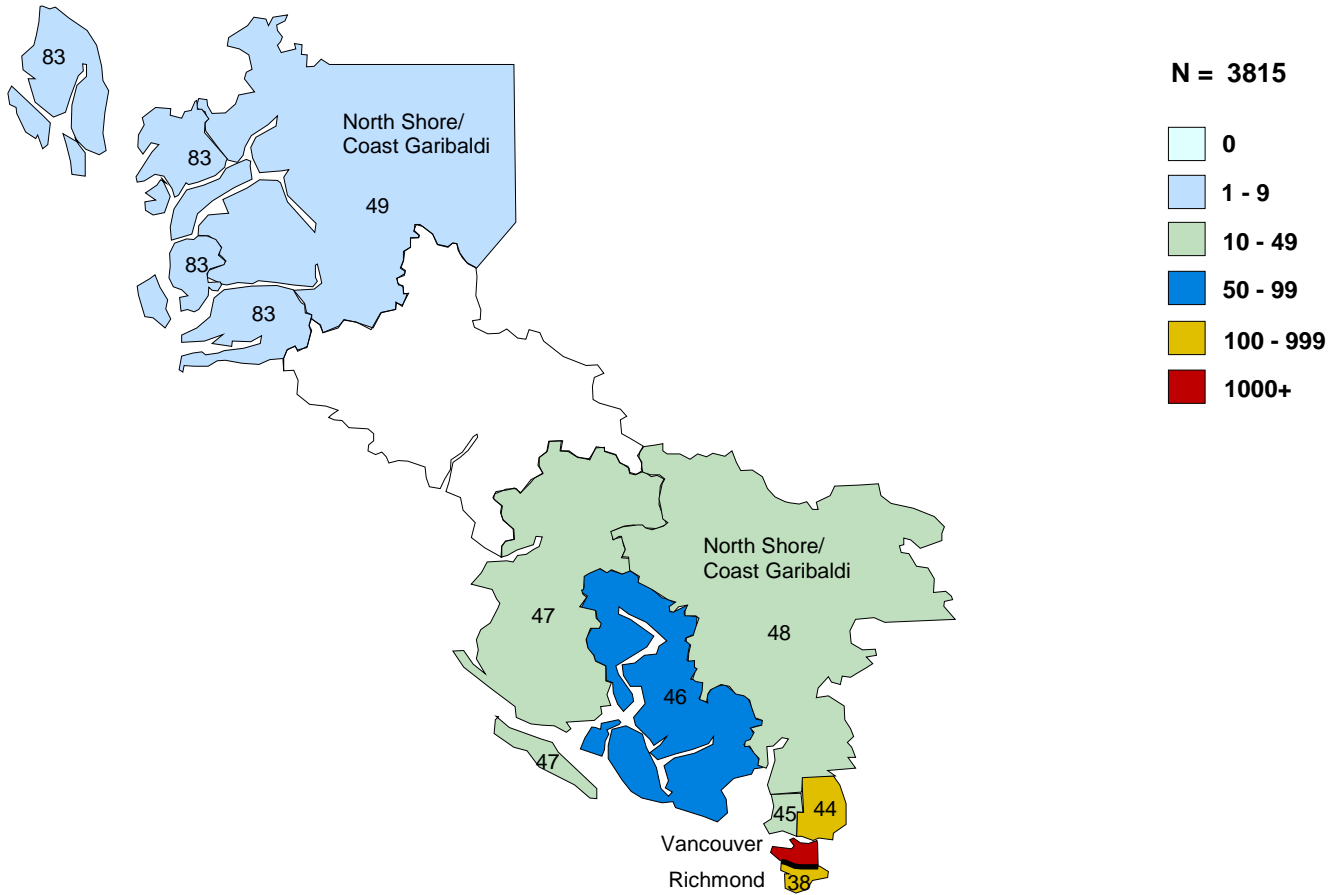 83
N = 3815
North Shore/
Coast Garibaldi
0
83
1 - 9
49
10 - 49
83
50 - 99
83
100 - 999
1000+
North Shore/
Coast Garibaldi
47
48
46
47
45
44
Vancouver
Richmond
38